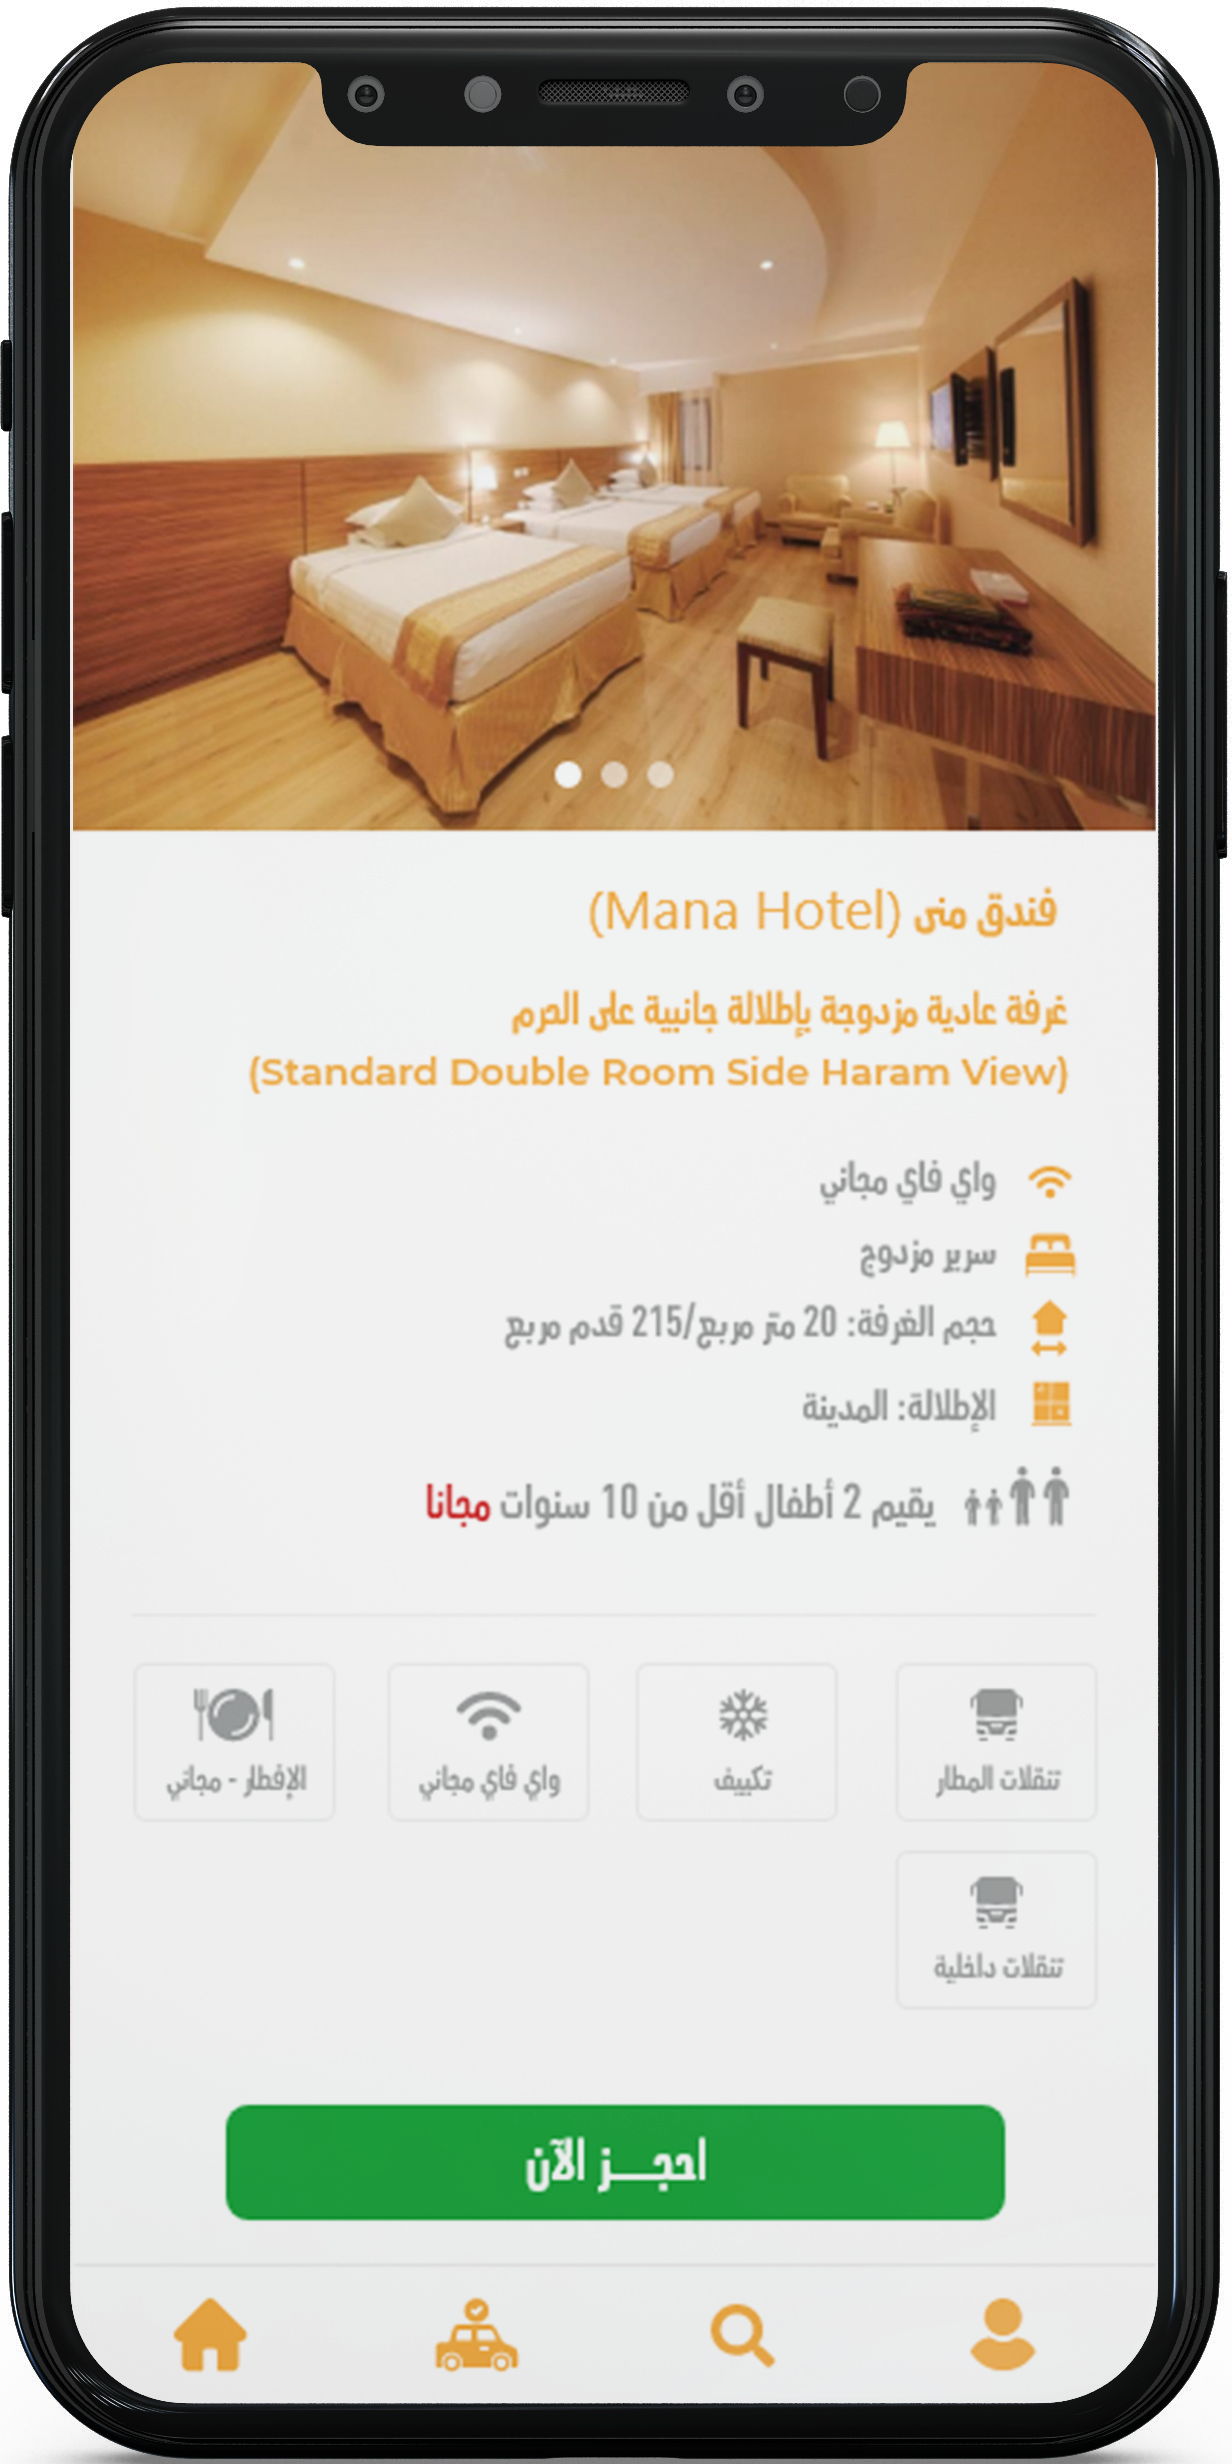 فندق منى (Mana Hotel)
غرفة عادية مزدوجة بإطلالة جانبية على الحرم
(Standard Double Room Side Haram View)
واي فاي مجاني
سرير مزدوج
حجم الغرفة: 20 متر مربع/215 قدم مربع
الإطلالة: المدينة
يقيم 2 أطفال أقل من 10 سنوات مجانا
تنقلات المطار
تكييف
واي فاي مجاني
الإفطار - مجاني
تنقلات داخلية
احجز الآن